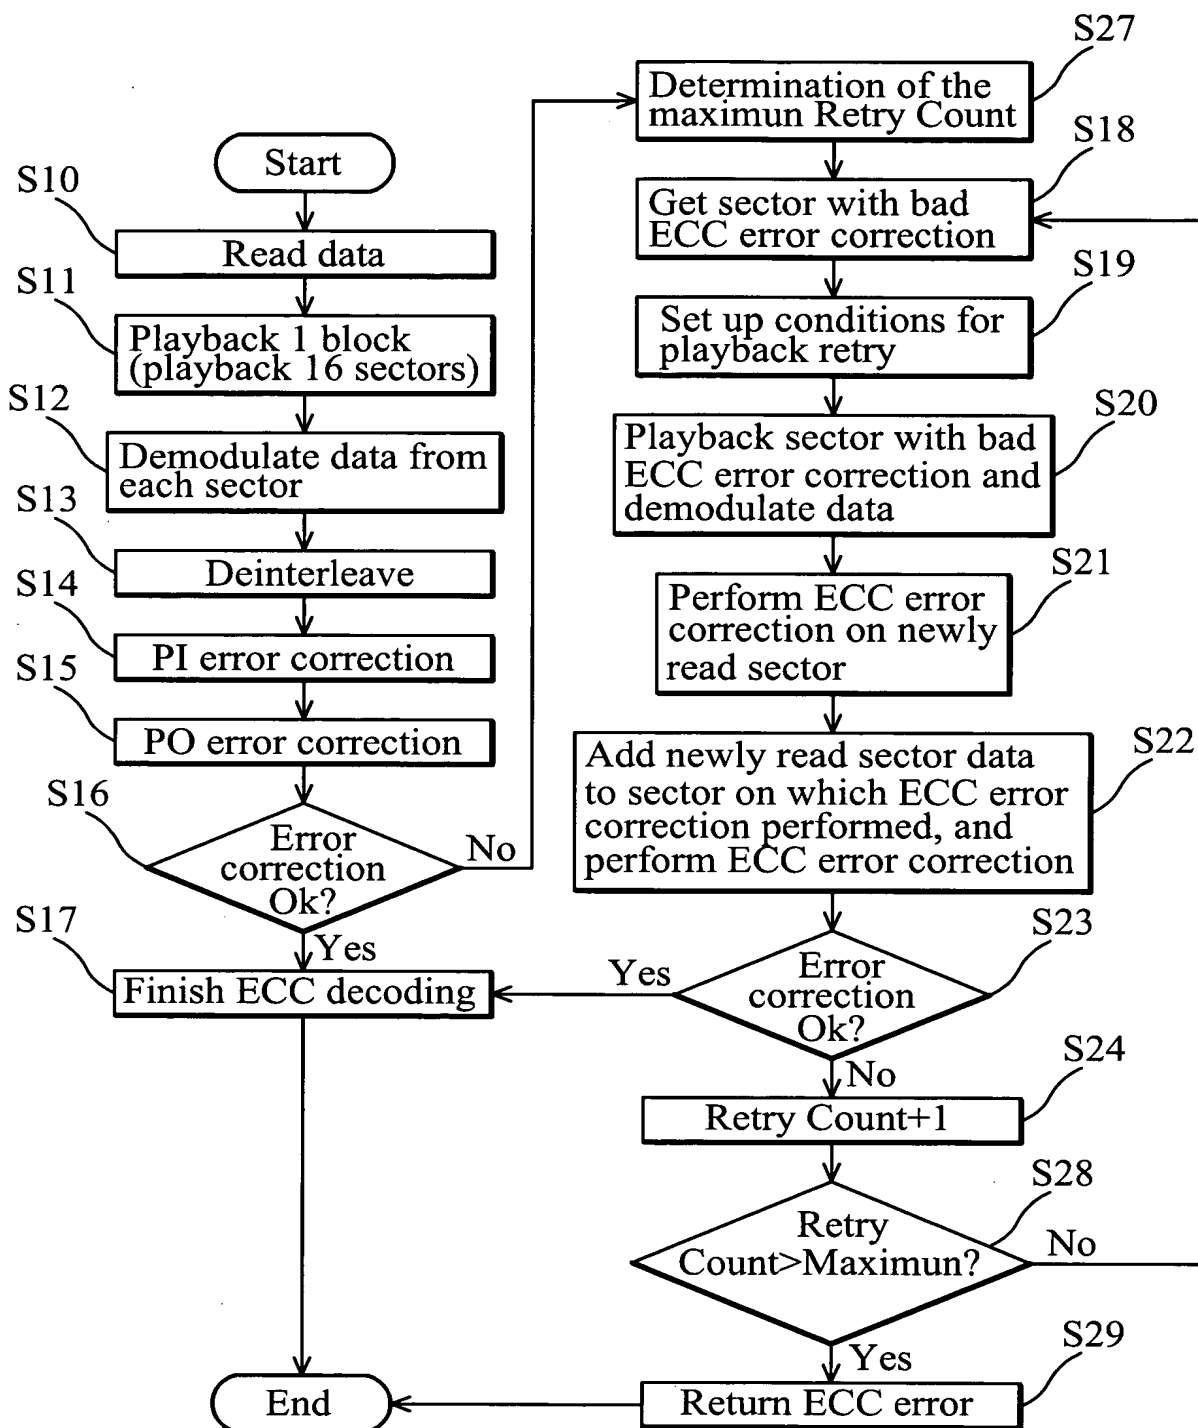 Start
S10
Read data
S11
Playback 1 block
(playback 16 sectors)
S12
Demodulate data from
each sector
S13
Deinterleave
S14
PI error correction
S15
PO error correction
S16
Error
correction
Ok?
No
Yes
S17
Finish ECC decoding
S27
Determination of the
maximun Retry Count
S18
Get sector with bad
ECC error correction
S19
Set up conditions for
playback retry
S20
Playback sector with bad
ECC error correction and
demodulate data
S21
Perform ECC error
correction on newly
read sector
S22
Add newly read sector data
to sector on which ECC error
correction performed, and
perform ECC error correction
S23
Error
correction
Ok?
Yes
No
S24
Retry Count+1
S28
Retry
Count>Maximun?
No
Yes
S29
Return ECC error
End